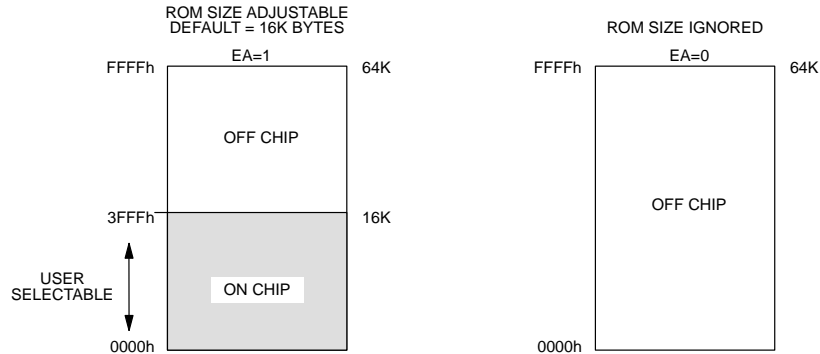 ROM SIZE ADJUSTABLE
DEFAULT = 16K BYTES
EA=1
FFFFh
64K
OFF CHIP
3FFFh
16K
USER
SELECTABLE
ON CHIP
0000h
ROM SIZE IGNORED
EA=0
FFFFh
64K
OFF CHIP
0000h